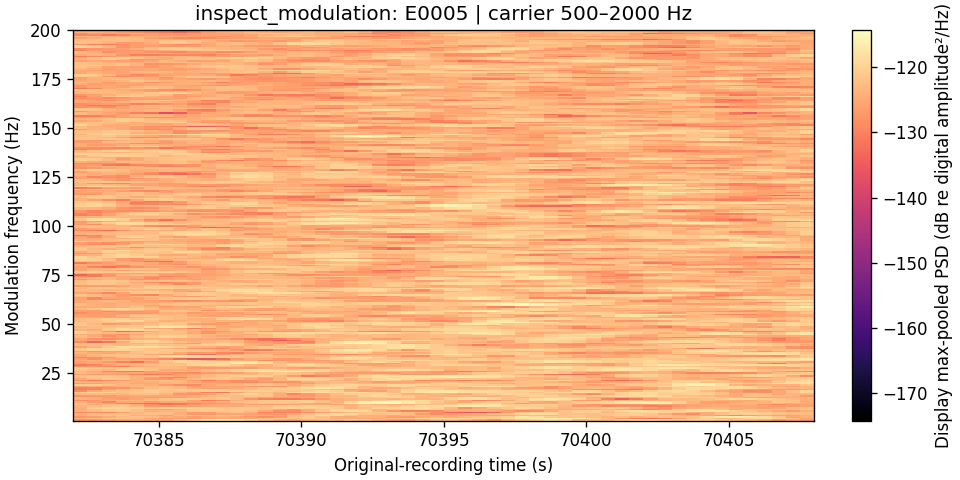 inspect_modulation: E0005 | carrier 500–2000 Hz
200
175
150
125
100
75
50
25
Modulation frequency (Hz)
70385 70390 70395 70400 70405
Original-recording time (s)
−120
−130
−140
−150
−160
−170
Display max-pooled PSD (dB re digital amplitude²/Hz)